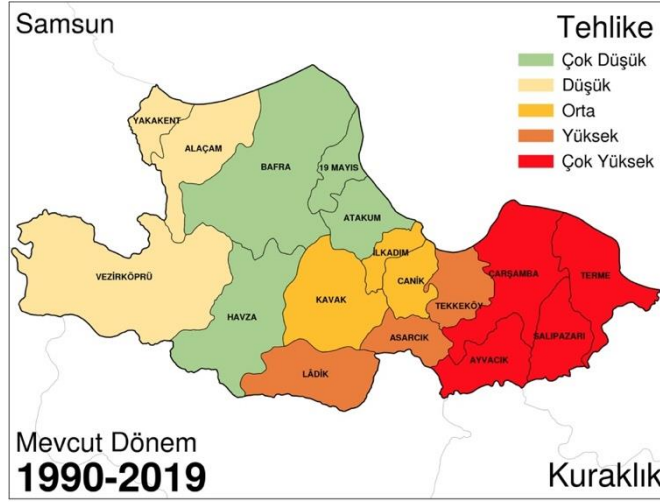 Samsun
Tehlike
Çok Düşük
Düşük
Orta
Yüksek
Çok Yüksek
YAKAKENT
ALAÇAM
BAFRA
19 MAYIS
ATAKUM
İLKADIM
CANİK
VEZİRKÖPRÜ
HAVZA
KAVAK
TEKKEKÖY
ÇARŞAMBA
TERME
ASARCIK
SALIPAZARI
AYVACIK
LÂDİK
Mevcut Dönem
1990-2019
Kuraklık